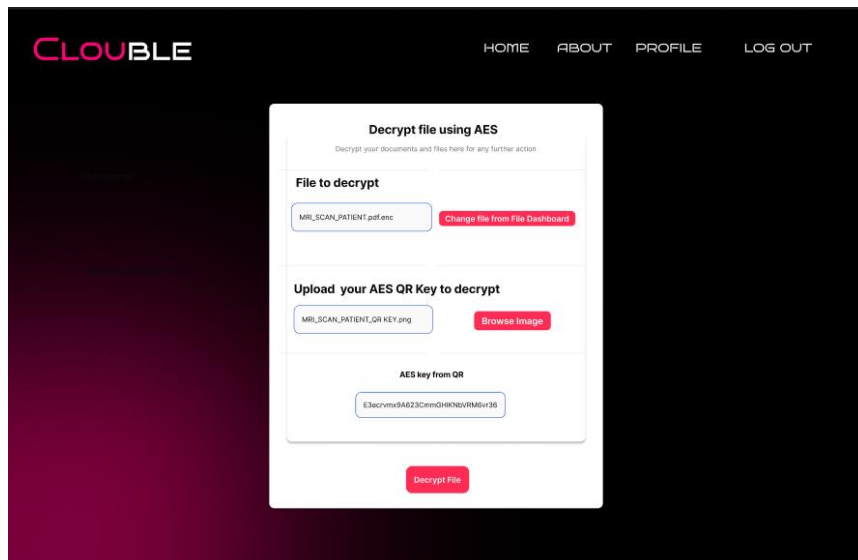 CLOUBLE
HOME ABOUT PROFILE LOG OUT
Decrypt file using AES
Decrypt your documents and files here for any further action
File to decrypt
MRI_SCAN_PATIENT.pdf.enc
Change file from File Dashboard
Upload your AES QR Key to decrypt
MRI_SCAN_PATIENT_QR KEY.png
Browse Image
AES key from QR
E3ecrvmx9A623CmmGHIKNbVRM6vr36
Decrypt File